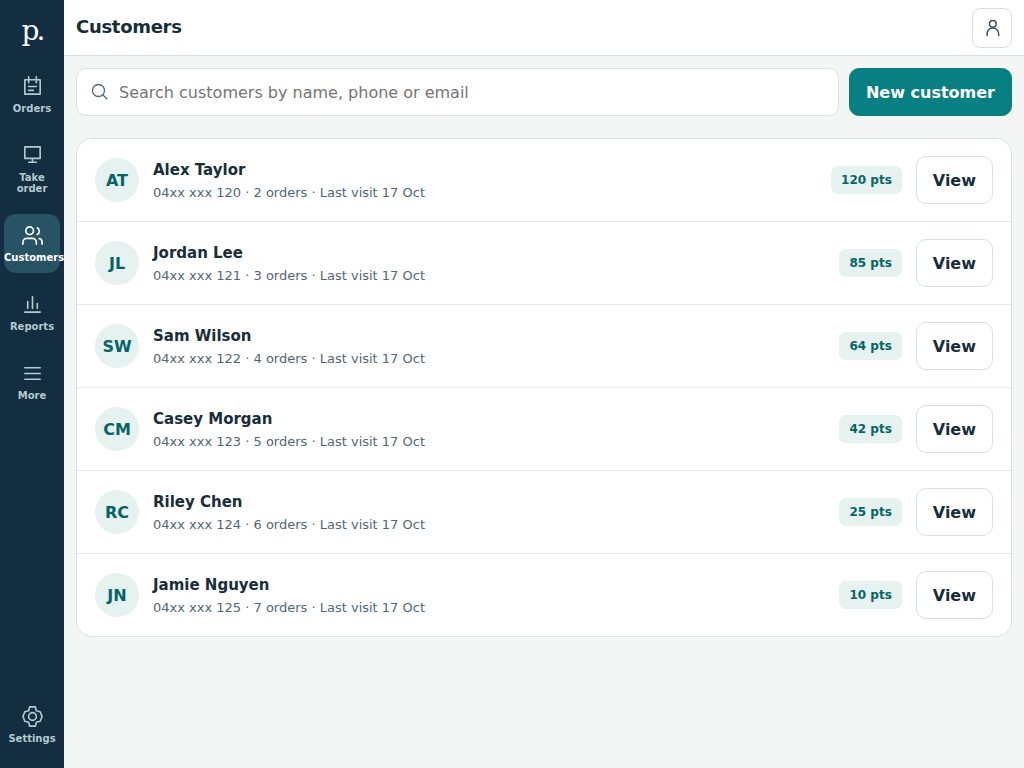 p.
Orders
Take
order
Customers
Reports
More
Settings
Customers
Search customers by name, phone or email
New customer
AT
Alex Taylor
04xx xxx 120 · 2 orders · Last visit 17 Oct
120 pts
View
JL
Jordan Lee
04xx xxx 121 · 3 orders · Last visit 17 Oct
85 pts
View
SW
Sam Wilson
04xx xxx 122 · 4 orders · Last visit 17 Oct
64 pts
View
CM
Casey Morgan
04xx xxx 123 · 5 orders · Last visit 17 Oct
42 pts
View
RC
Riley Chen
04xx xxx 124 · 6 orders · Last visit 17 Oct
25 pts
View
JN
Jamie Nguyen
04xx xxx 125 · 7 orders · Last visit 17 Oct
10 pts
View